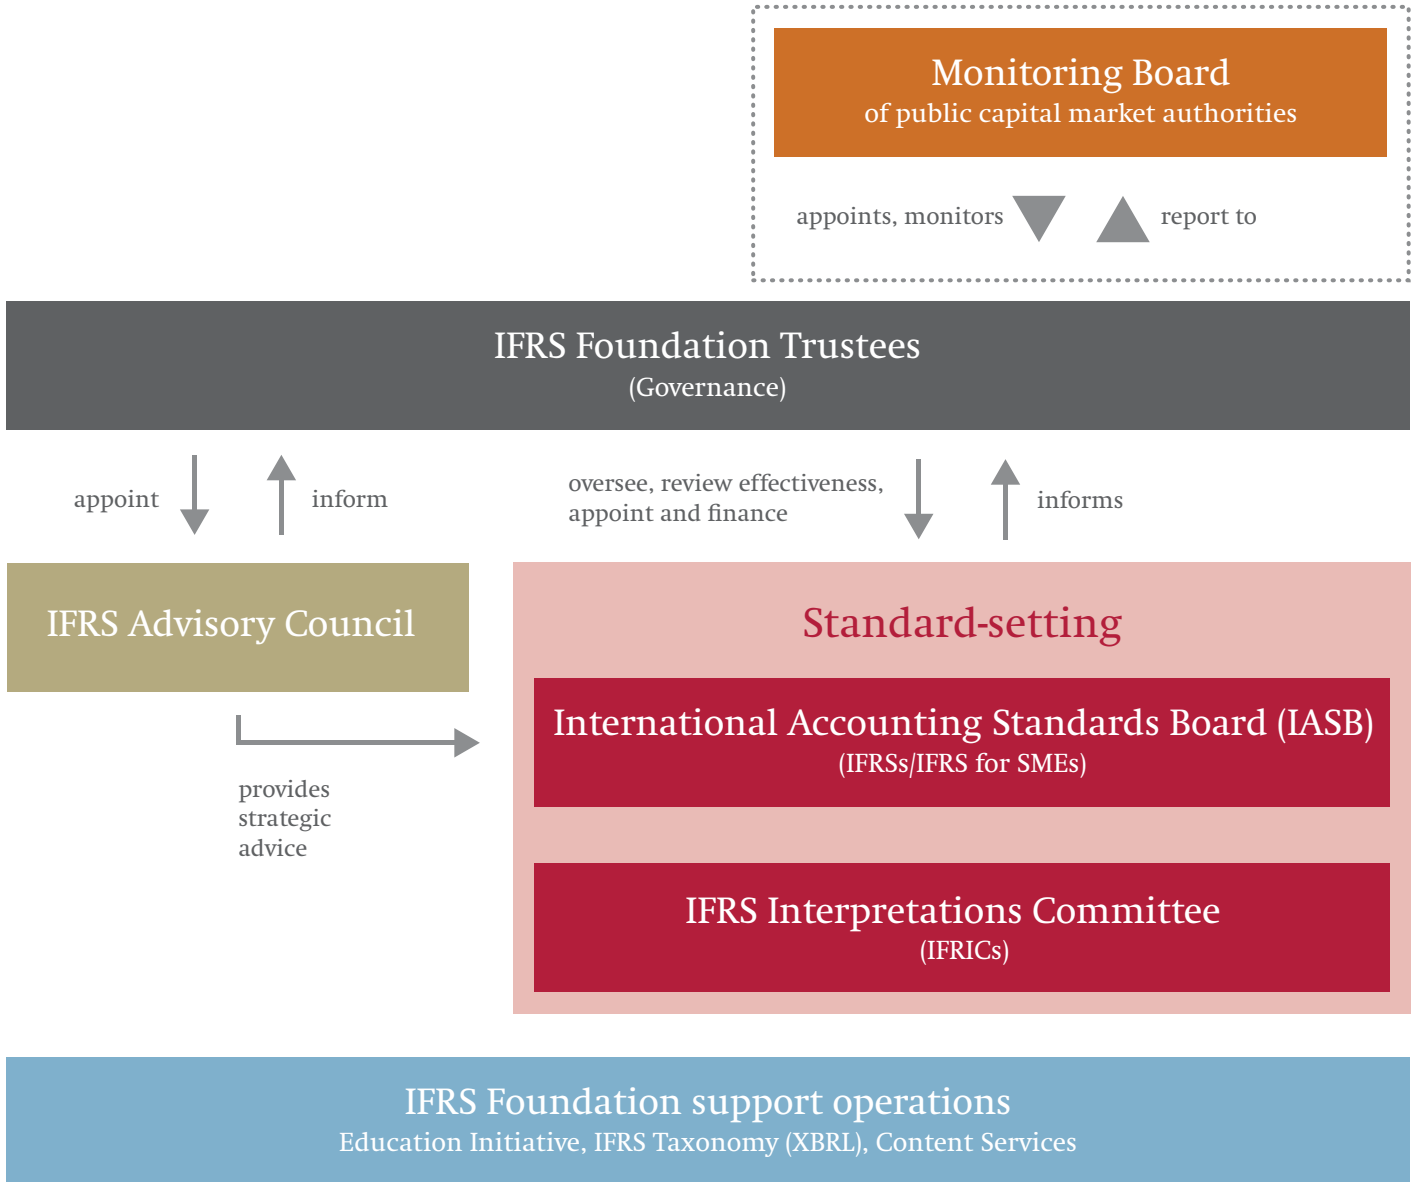 Monitoring Board
of public capital market authorities
appoints, monitors
report to
IFRS Foundation Trustees
(Governance)
appoint
inform
oversee, review effectiveness,
appoint and finance
informs
IFRS Advisory Council
Standard-setting
International Accounting Standards Board (IASB)
(IFRSs/IFRS for SMEs)
provides
strategic
advice
IFRS Interpretations Committee
(IFRICs)
IFRS Foundation support operations
Education Initiative, IFRS Taxonomy (XBRL), Content Services